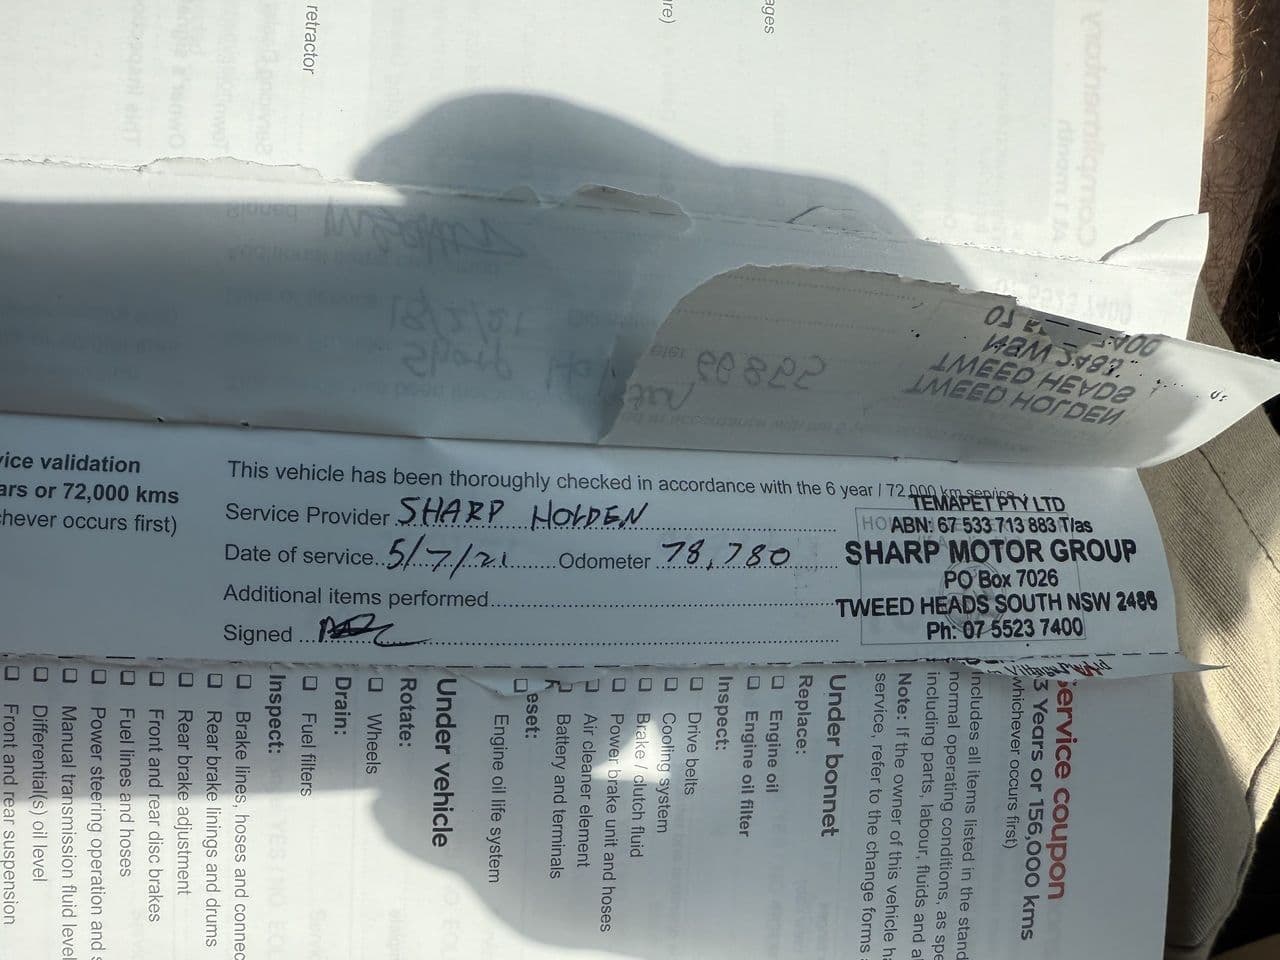 retractor
ages
re)
vice validation
ars or 72,000 kms
chever occurs first)
This vehicle has been thoroughly checked in accordance with the 6 year / 72,000 km service
Service Provider SHARP HOLDEN
Date of service 5/7/21 Odometer 78,780
Additional items performed
Signed
TEMAPET PTY LTD
ABN: 67 533 713 883 T/as
SHARP MOTOR GROUP
PO Box 7026
TWEED HEADS SOUTH NSW 2486
Ph: 07 5523 7400
TWEED HOLDEN
TWEED HEADS
NSW 2485
07
ervice coupon
3 Years or 156,000 kms
whichever occurs first)
ncludes all items listed in the stand
normal operating conditions, as spe
including parts, labour, fluids and a
Note: If the owner of this vehicle ha
service, refer to the change forms
Under bonnet
Replace:
Engine oil
Engine oil filter
Inspect:
Drive belts
Cooling system
Brake / clutch fluid
Power brake unit and hoses
Air cleaner element
Battery and terminals
eset:
Engine oil life system
Under vehicle
Rotate:
Wheels
Drain:
Fuel filters
Inspect:
Brake lines, hoses and connec
Rear brake linings and drums
Rear brake adjustment
Front and rear disc brakes
Fuel lines and hoses
Power steering operation and s
Manual transmission fluid level
Differential(s) oil level
Front and rear suspension